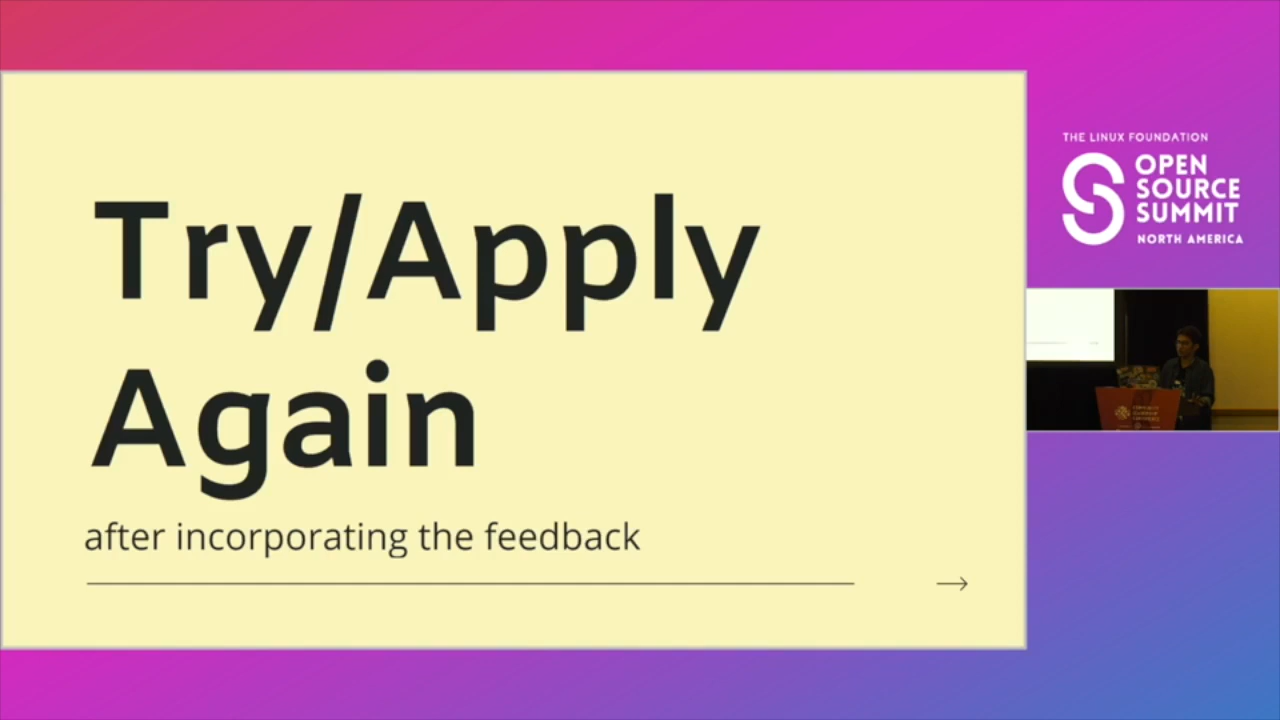 Try/Apply
Again
after incorporating the feedback
THE LINUX FOUNDATION
OPEN
SOURCE
SUMMIT
NORTH AMERICA